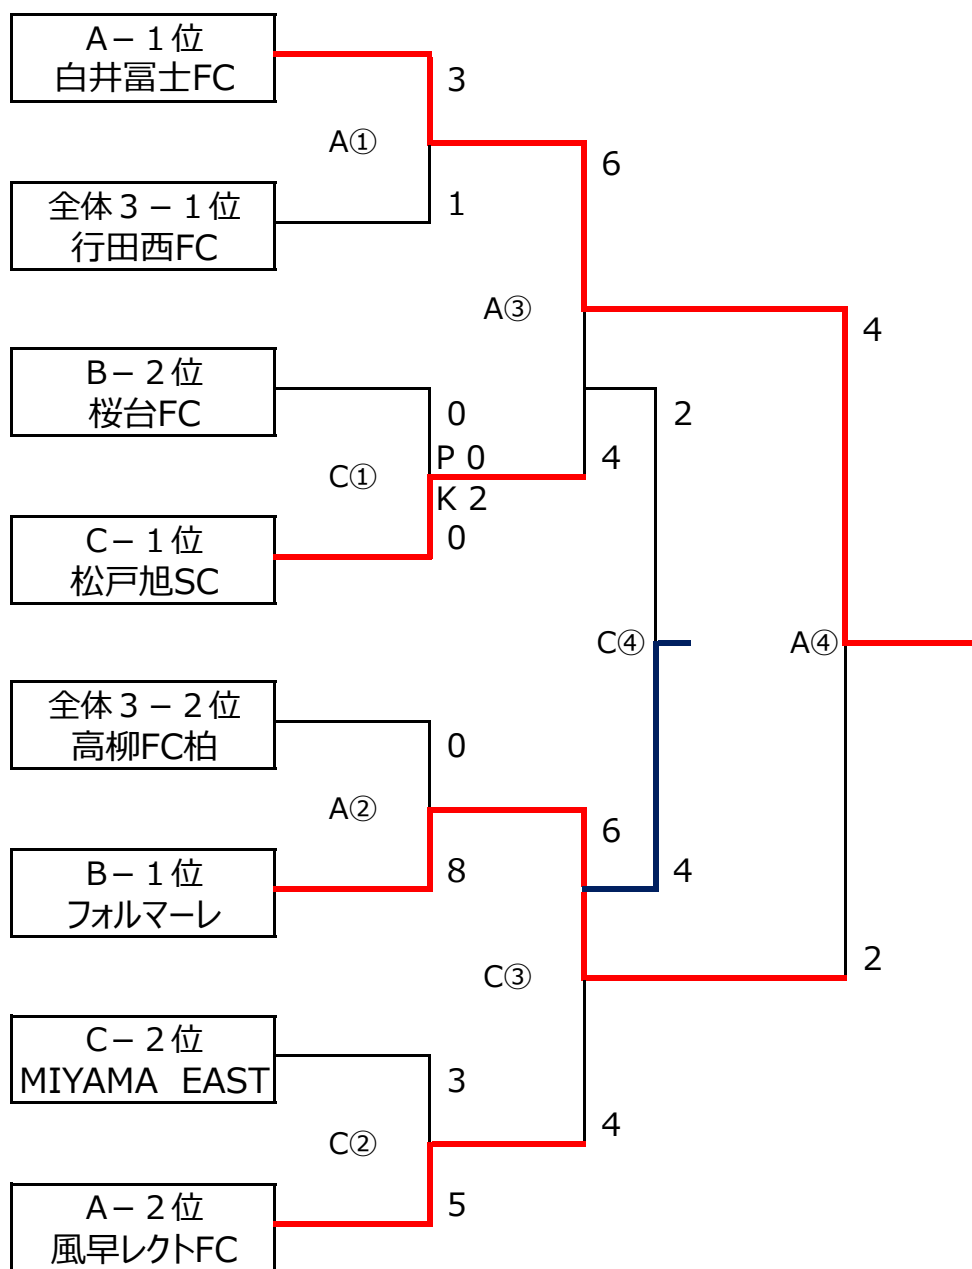 A－１位
白井冨士FC
3
A①
6
全体３－１位
行田西FC
1
A③
4
B－２位
桜台FC
0
2
P 0
C①
4
K 2
0
C－１位
松戸旭SC
C④
A④
全体３－２位
高柳FC柏
0
A②
6
B－１位
フォルマーレ
8
4
2
C③
C－２位
MIYAMA　EAST
3
4
C②
A－２位
風早レクトFC
5